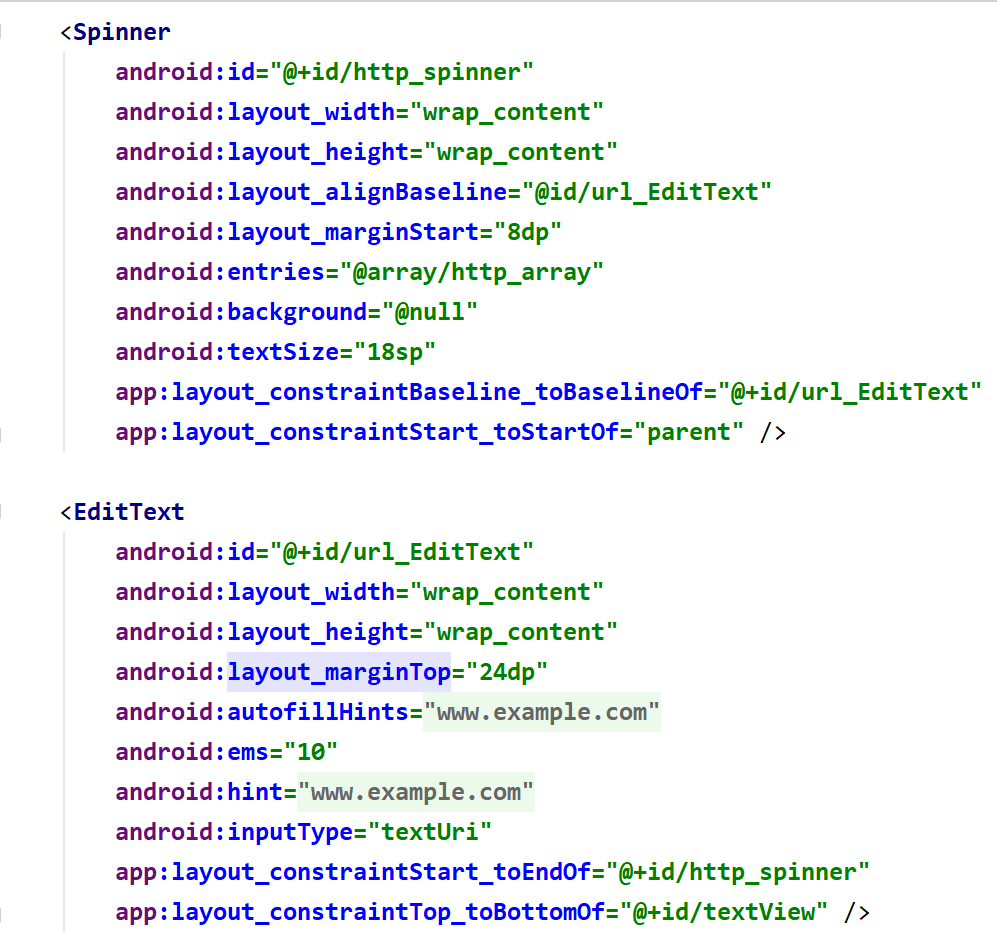 <Spinner
android:id="@+id/http_spinner"
android:layout_width="wrap_content"
android:layout_height="wrap_content"
android:layout_alignBaseline="@id/url_EditText"
android:layout_marginStart="8dp"
android:entries="@array/http_array"
android:background="@null"
android:textSize="18sp"
app:layout_constraintBaseline_toBaselineOf="@+id/url_EditText"
app:layout_constraintStart_toStartOf="parent" />
<EditText
android:id="@+id/url_EditText"
android:layout_width="wrap_content"
android:layout_height="wrap_content"
android:layout_marginTop="24dp"
android:autofillHints="www.example.com"
android:ems="10"
android:hint="www.example.com"
android:inputType="textUri"
app:layout_constraintStart_toEndOf="@+id/http_spinner"
app:layout_constraintTop_toBottomOf="@+id/textView" />